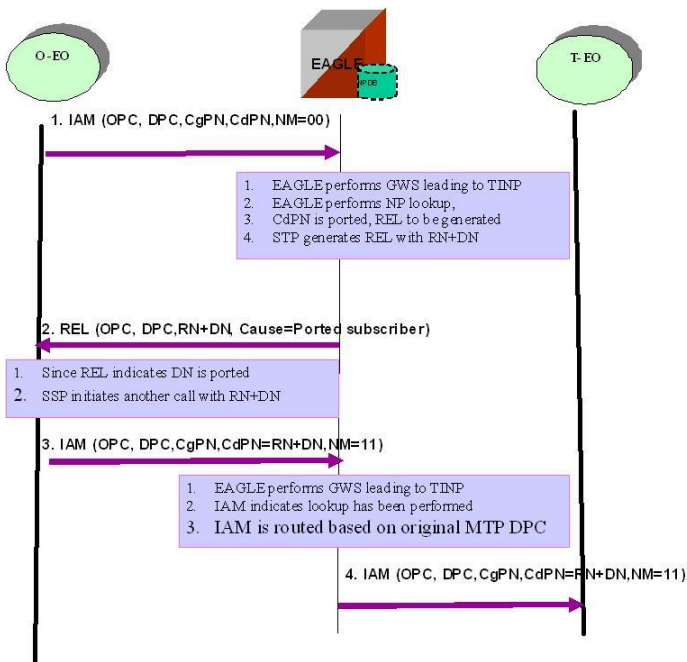 O-EO
EAGLE
NPDB
T-EO
1. IAM (OPC, DPC,CgPN,CdPN,NM=00)
1. EAGLE performs GWS leading to TINP
2. EAGLE performs NP lookup,
3. CdPN is ported, REL to be generated
4. STP generates REL with RN+DN
2. REL (OPC, DPC,RN+DN, Cause=Ported subscriber)
1. Since REL indicates DN is ported
2. SSP initiates another call with RN+DN
3. IAM (OPC, DPC,CgPN,CdPN=RN+DN,NM=11)
1. EAGLE performs GWS leading to TINP
2. IAM indicates lookup has been performed
3. IAM is routed based on original MTP DPC
4. IAM (OPC, DPC,CgPN,CdPN=RN+DN,NM=11)